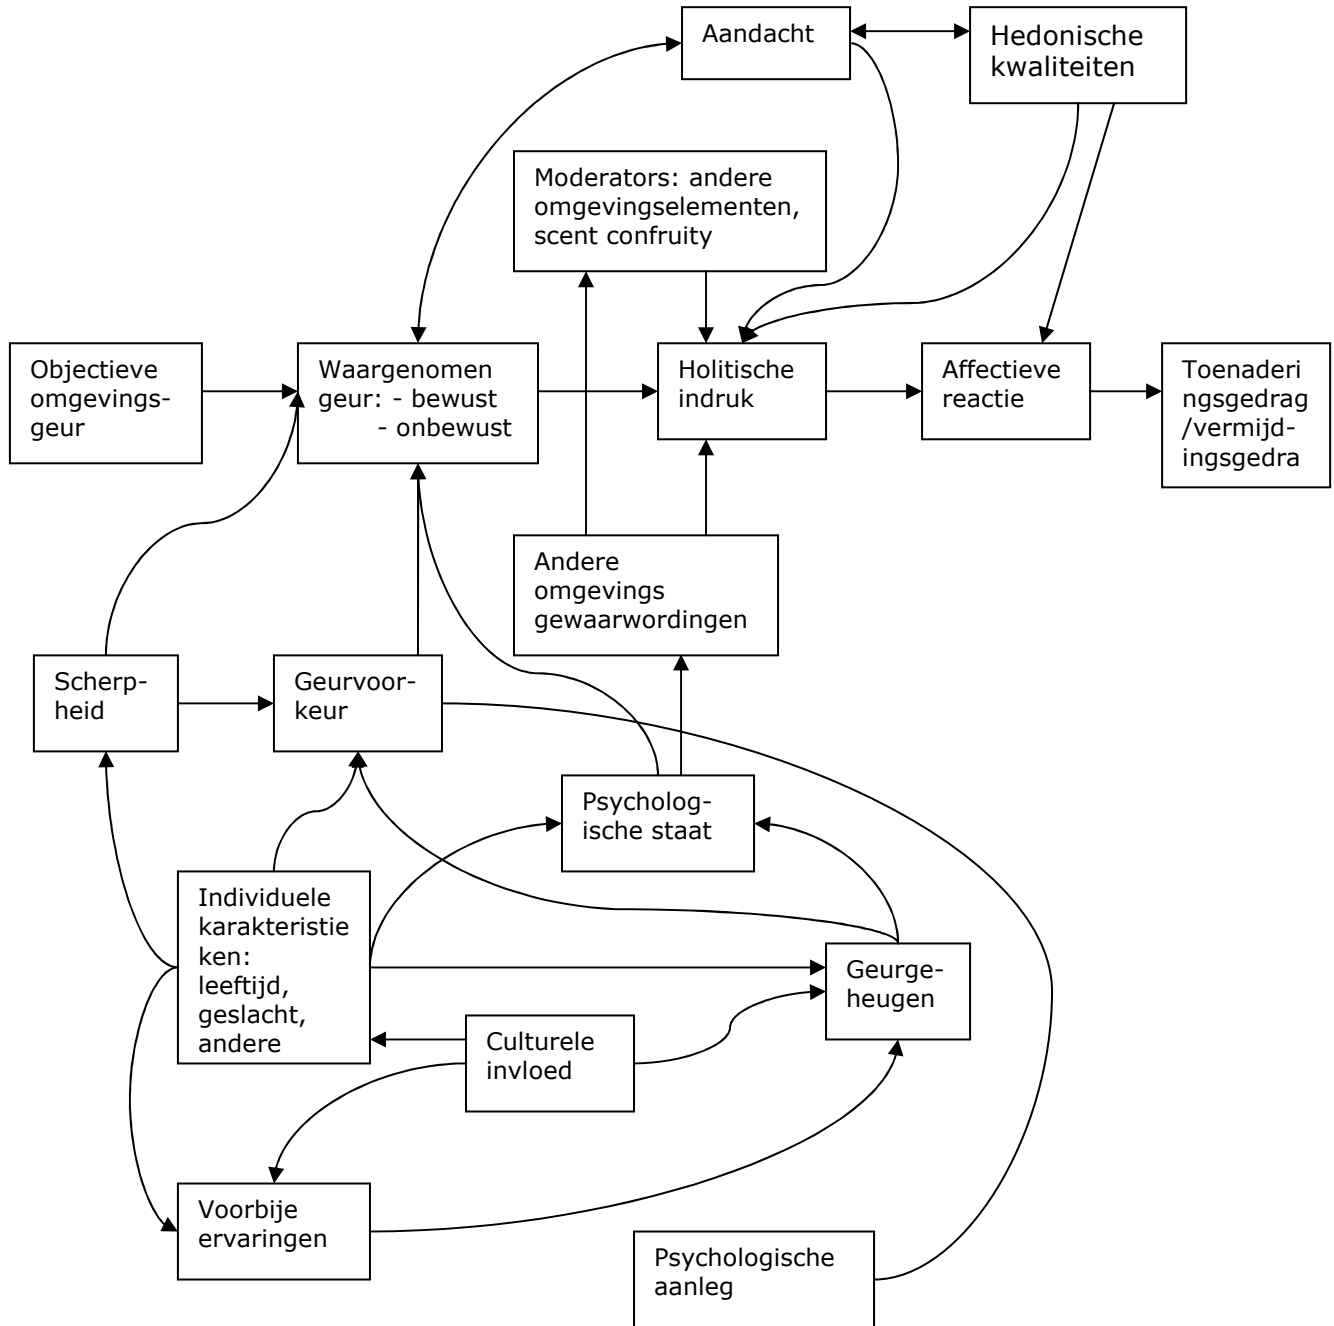 Aandacht
Hedonische
kwaliteiten
Moderators: andere
omgevingselementen,
scent confruity
Objectieve
omgevings-
geur
Waargenomen
geur: - bewust
- onbewust
Holitische
indruk
Affectieve
reactie
Toenaderi
ngsgedrag
/vermijd-
ingsgedra
Andere
omgevings
gewaarwordingen
Scherp-
heid
Geurvoor-
keur
Psycholog-
ische staat
Individuele
karakteristie
ken:
leeftijd,
geslacht,
andere
Geurge-
heugen
Culturele
invloed
Voorbije
ervaringen
Psychologische
aanleg